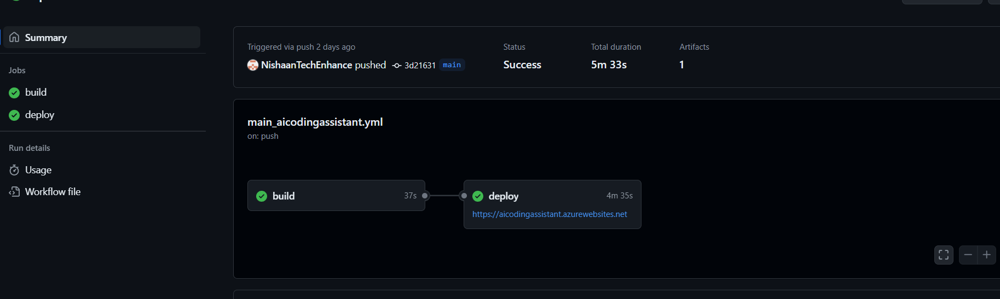 Summary
Jobs
build
deploy
Run details
Usage
Workflow file
Triggered via push 2 days ago
NishaanTechEnhance pushed 3d21631 main
Status
Success
Total duration
5m 33s
Artifacts
1
main_aicodingassistant.yml
on: push
build 37s
deploy 4m 35s
https://aicodingassistant.azurewebsites.net